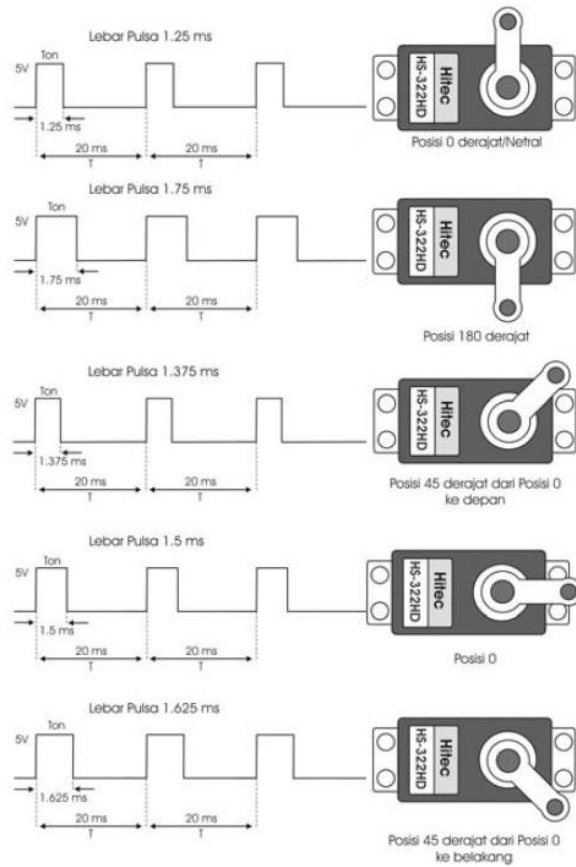 Lebar Pulsa 1.25 ms
Ton
5V
1.25 ms
20 ms
20 ms
T
T
Hitec
HS-322HD
Posisi 0 derajat/Netral
Lebar Pulsa 1.75 ms
Ton
5V
1.75 ms
20 ms
20 ms
T
T
Hitec
HS-322HD
Posisi 180 derajat
Lebar Pulsa 1.375 ms
Ton
5V
1.375 ms
20 ms
20 ms
T
T
Hitec
HS-322HD
Posisi 45 derajat dari Posisi 0
ke depan
Lebar Pulsa 1.5 ms
Ton
5V
1.5 ms
20 ms
20 ms
T
T
Hitec
HS-322HD
Posisi 0
Lebar Pulsa 1.625 ms
Ton
5V
1.625 ms
20 ms
20 ms
T
T
Hitec
HS-322HD
Posisi 45 derajat dari Posisi 0
ke belakang